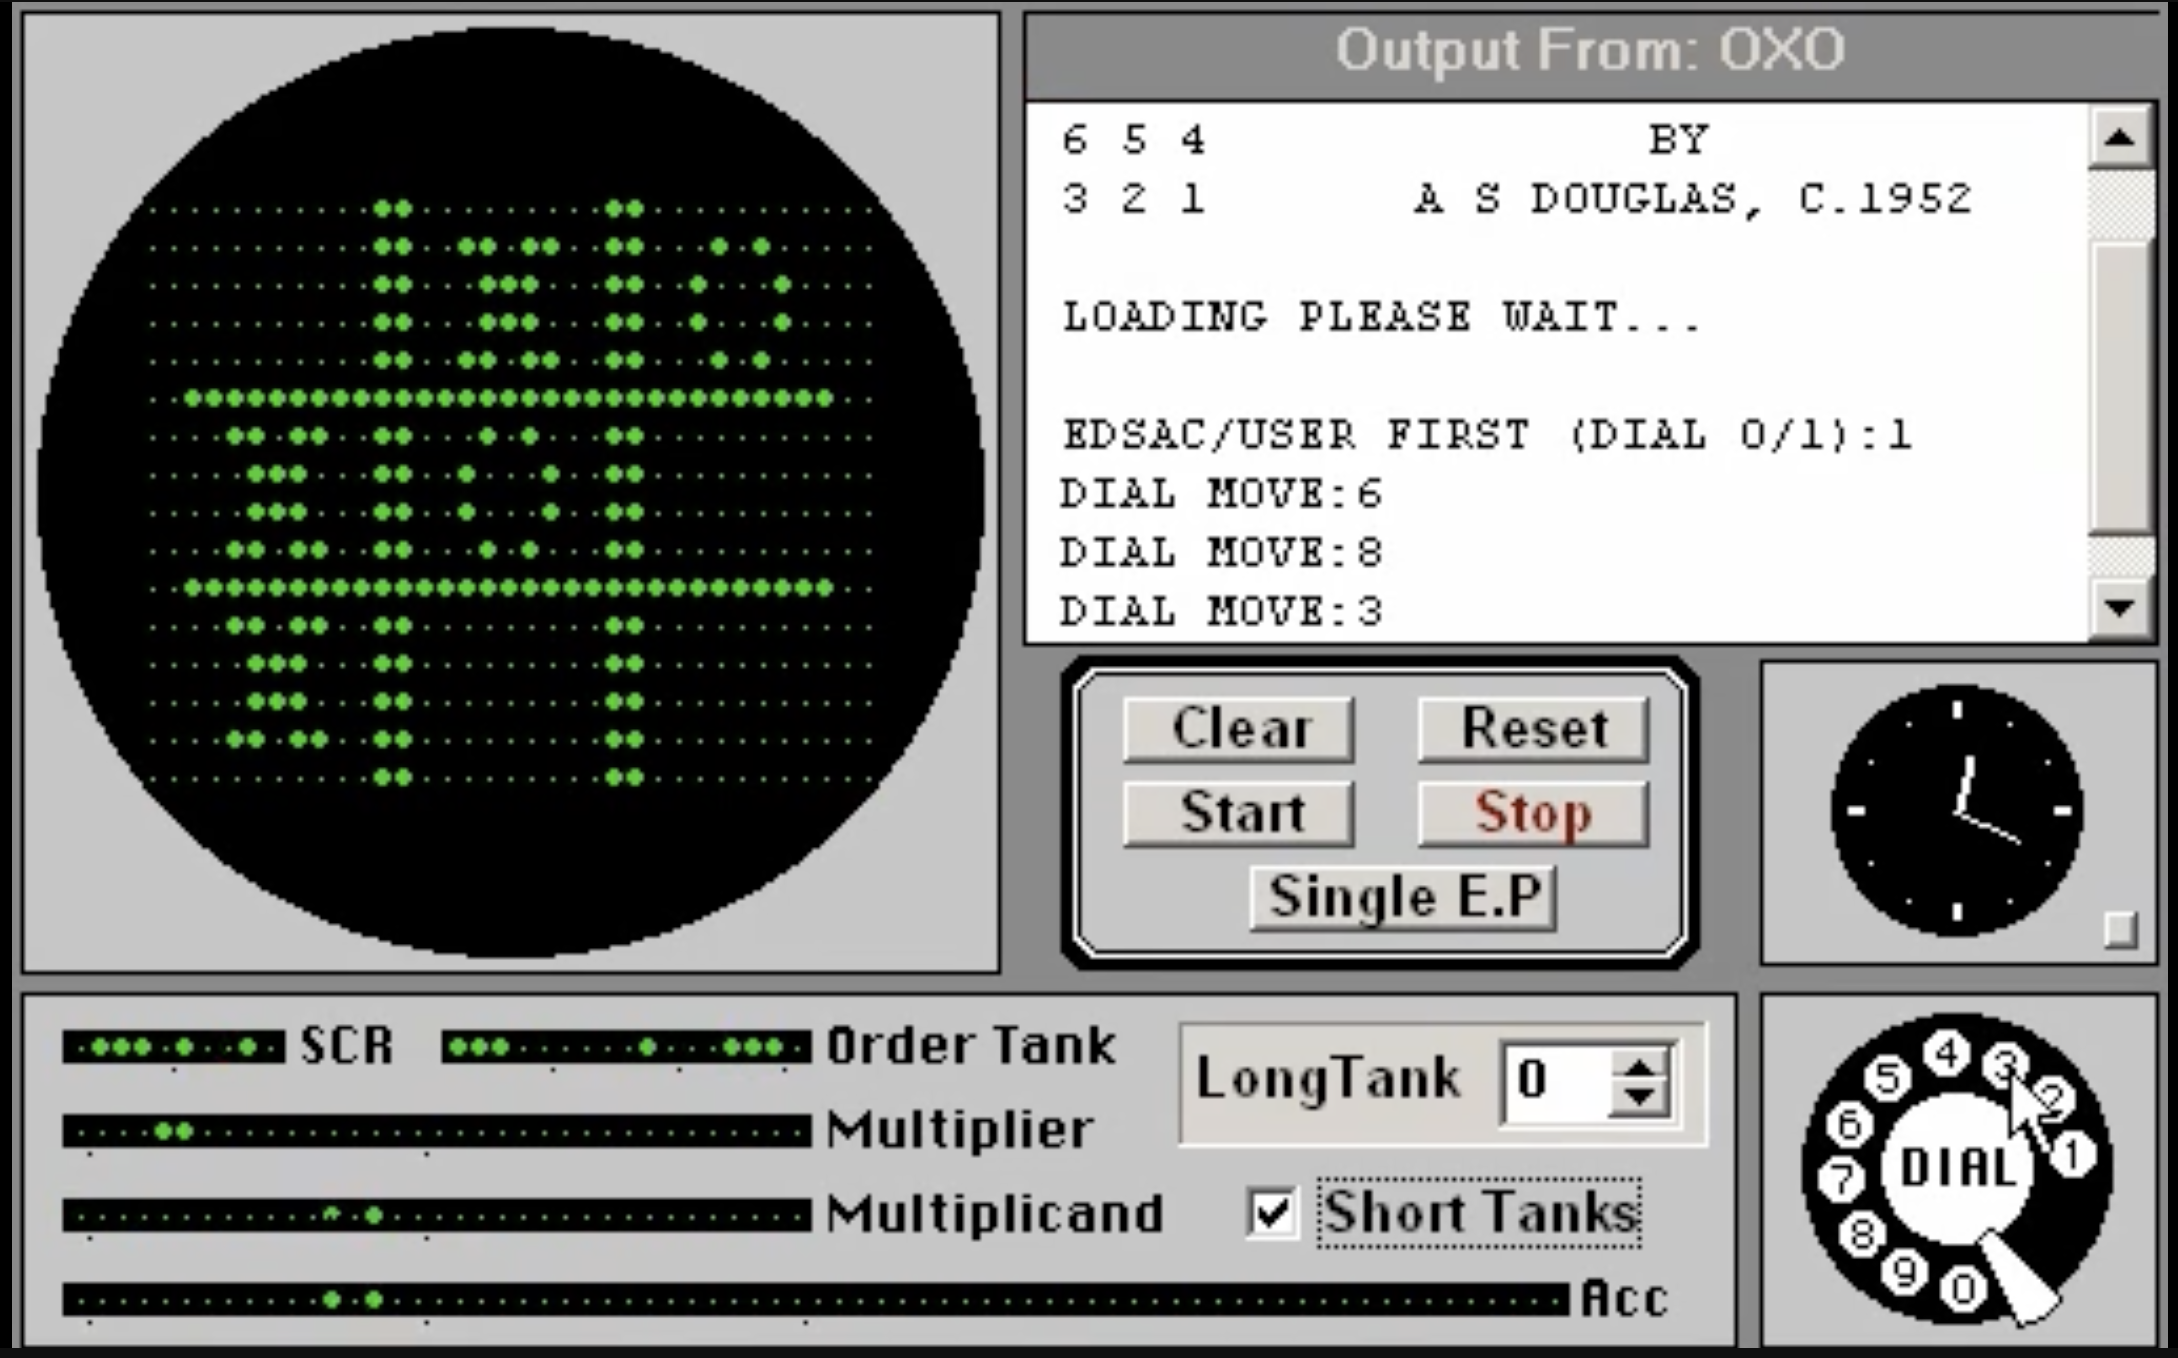 Output From: OXO
6 5 4 BY
3 2 1 A S DOUGLAS, C.1952
LOADING PLEASE WAIT...
EDSAC/USER FIRST (DIAL 0/1):1
DIAL MOVE:6
DIAL MOVE:8
DIAL MOVE:3
Clear Reset
Start Stop
Single E.P
SCR Order Tank
LongTank 0
Multiplier
Multiplicand
Short Tanks
Acc
4
3
5
2
6
1
DIAL
7
8
9
0